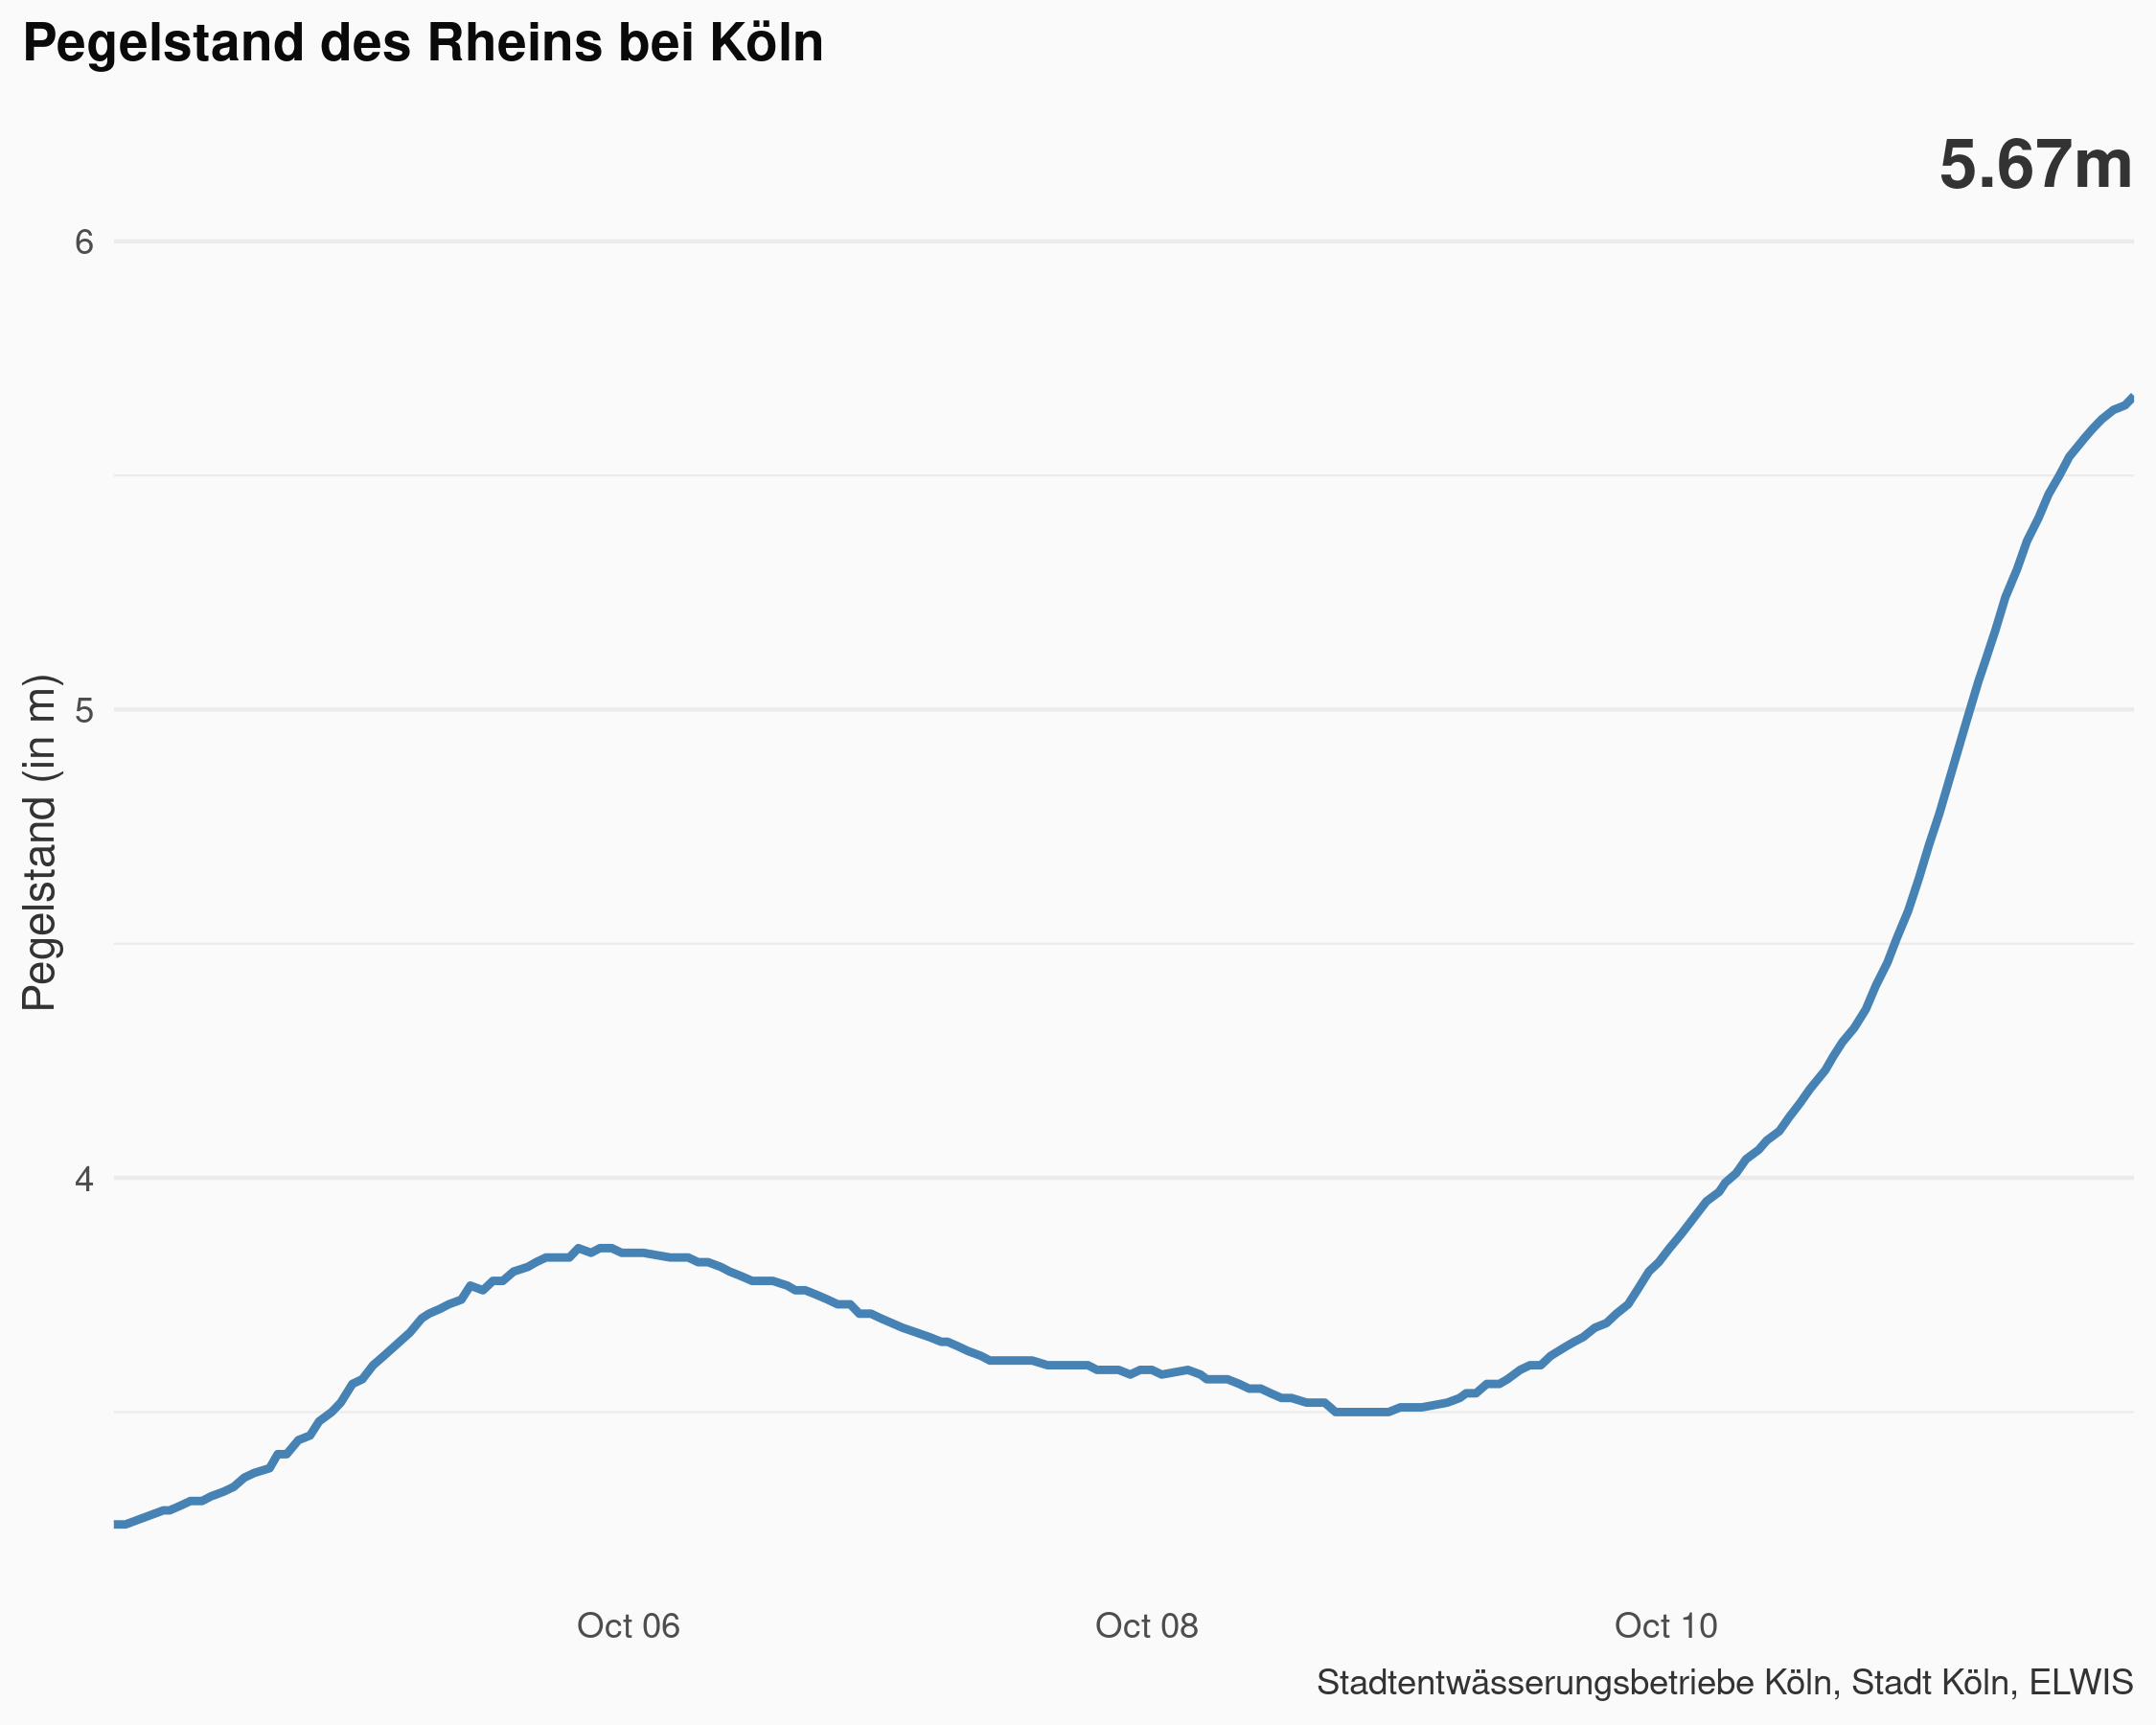 Pegelstand des Rheins bei Köln
5.67m
Pegelstand (in m)
6
5
4
Oct 06
Oct 08
Oct 10
Stadtentwässerungsbetriebe Köln, Stadt Köln, ELWIS